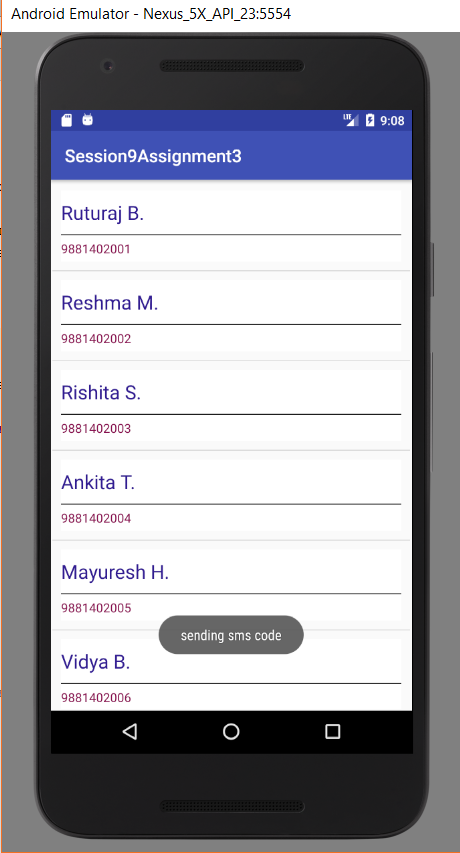 Android Emulator - Nexus_5X_API_23:5554
LTE 9:08
Session9Assignment3
Ruturaj B.
9881402001
Reshma M.
9881402002
Rishita S.
9881402003
Ankita T.
9881402004
Mayuresh H.
9881402005
sending sms code
Vidya B.
9881402006